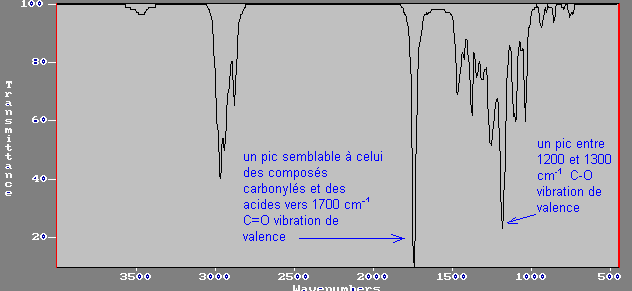 100
80
60
40
20
Transmittance
un pic semblable à celui
des composés
carbonylés et des
acides vers 1700 cm-1
C=O vibration de
valence
un pic entre
1200 et 1300
cm-1 C-O
vibration de
valence
3500 3000 2500 2000 1500 1000 500
Wavenumbers